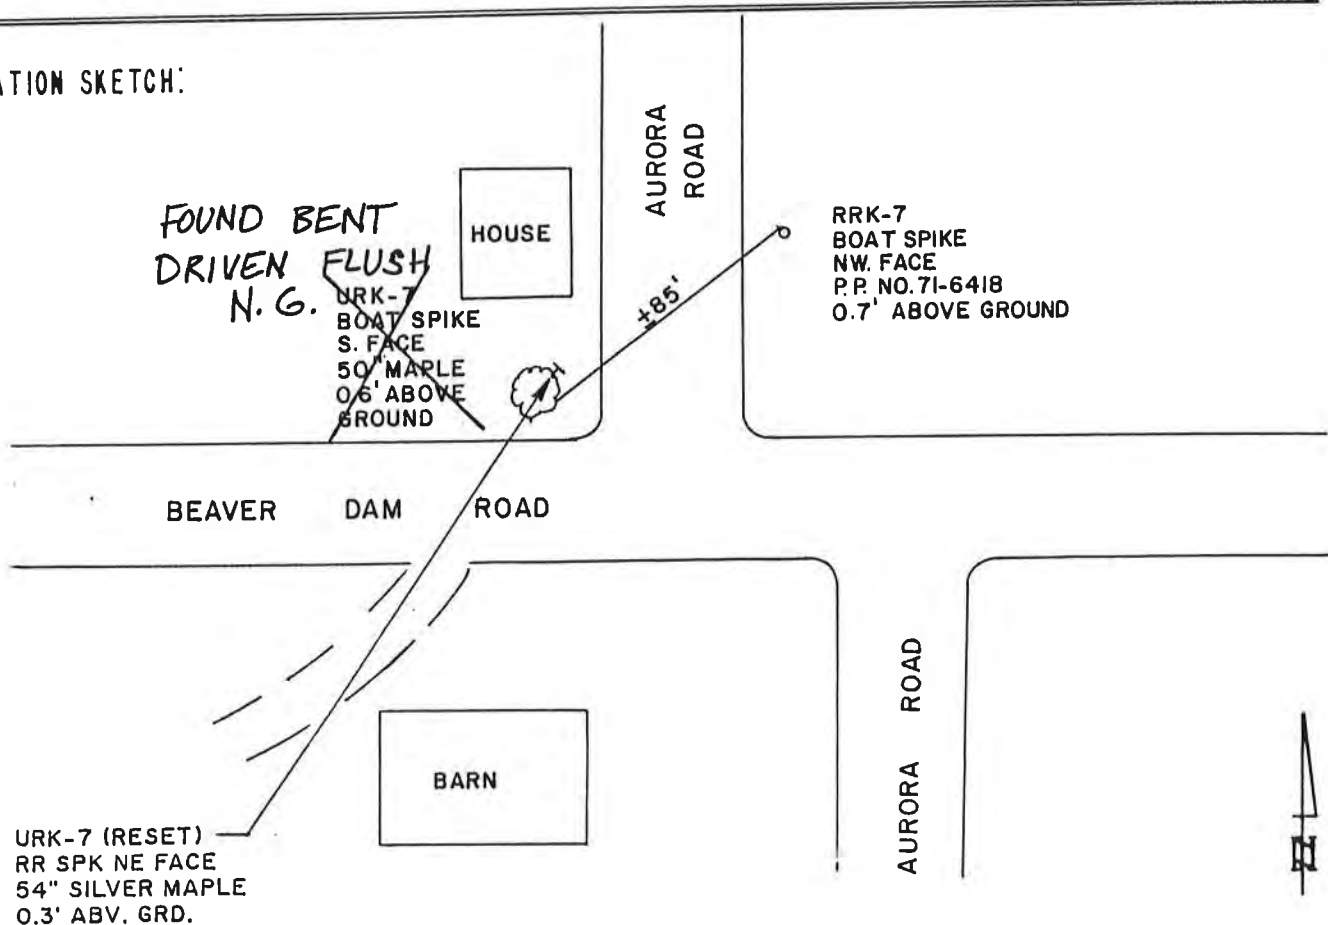 ATION SKETCH:
AURORA
ROAD
FOUND BENT
DRIVEN FLUSH
N. G.
HOUSE
URK-7
BOAT SPIKE
S. FACE
50" MAPLE
0.6' ABOVE
GROUND
±85'
RRK-7
BOAT SPIKE
NW. FACE
P.P. NO.71-6418
0.7' ABOVE GROUND
BEAVER DAM ROAD
AURORA ROAD
BARN
URK-7 (RESET)
RR SPK NE FACE
54" SILVER MAPLE
0.3' ABV. GRD.
N